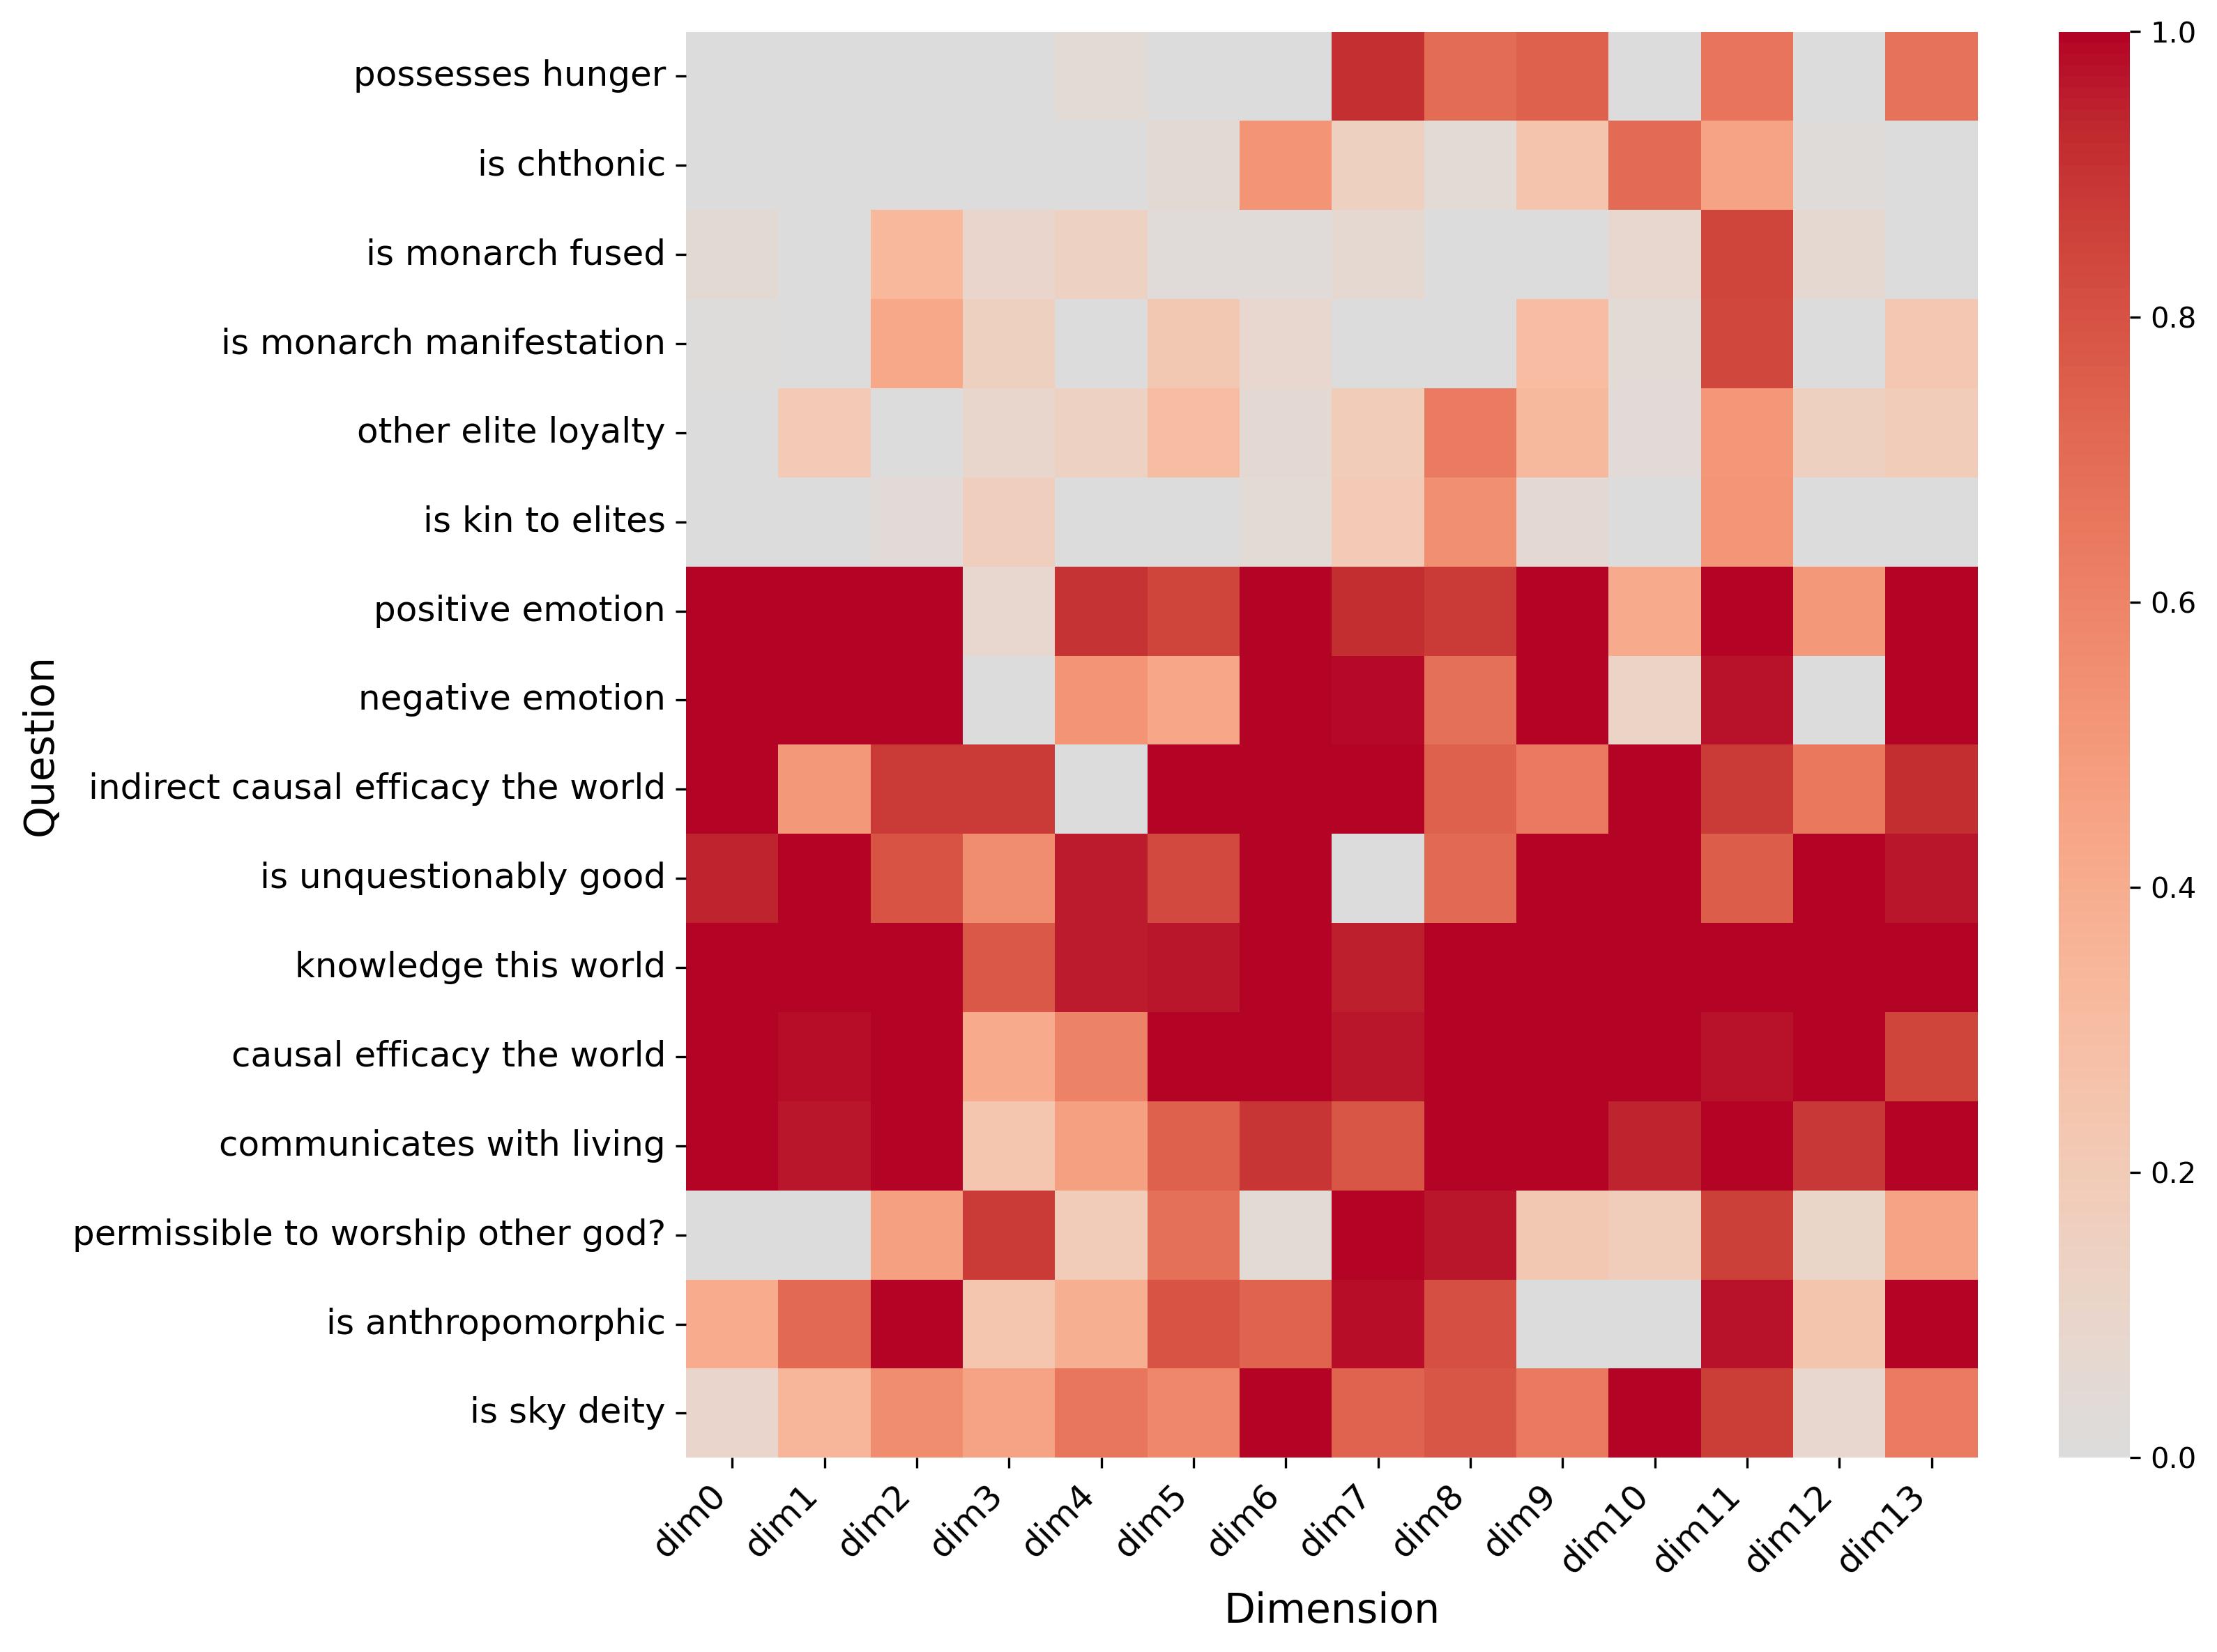 possesses hunger
is chthonic
is monarch fused
is monarch manifestation
other elite loyalty
is kin to elites
positive emotion
negative emotion
indirect causal efficacy the world
is unquestionably good
knowledge this world
causal efficacy the world
communicates with living
permissible to worship other god?
is anthropomorphic
is sky deity
Question
dim0
dim1
dim2
dim3
dim4
dim5
dim6
dim7
dim8
dim9
dim10
dim11
dim12
dim13
Dimension
1.0
0.8
0.6
0.4
0.2
0.0